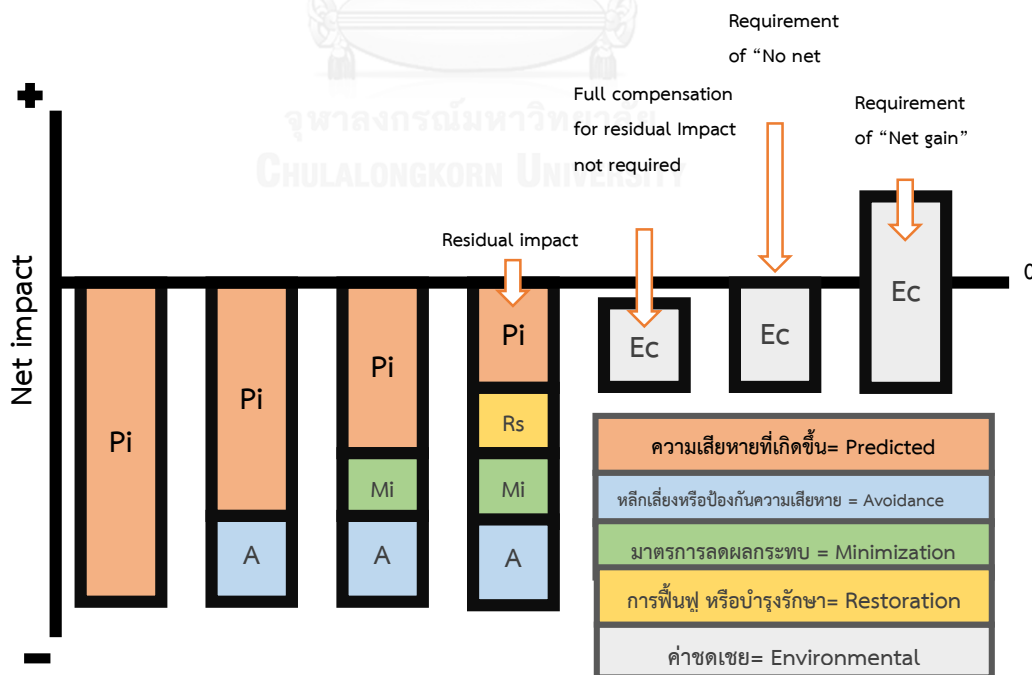 จุฬาลงกรณ์มหาวิทยาลัย
CHULALONGKORN UNIVERSITY
Requirement
of “No net
Full compensation
for residual Impact
not required
Requirement
of “Net gain”
Residual impact
+
Net impact
0
Pi
Pi
A
Pi
Mi
A
Pi
Rs
Mi
A
Ec
Ec
Ec
ความเสียหายที่เกิดขึ้น= Predicted
หลีกเลี่ยงหรือป้องกันความเสียหาย = Avoidance
มาตรการลดผลกระทบ = Minimization
การฟื้นฟู หรือบำรุงรักษา= Restoration
ค่าชดเชย= Environmental
-